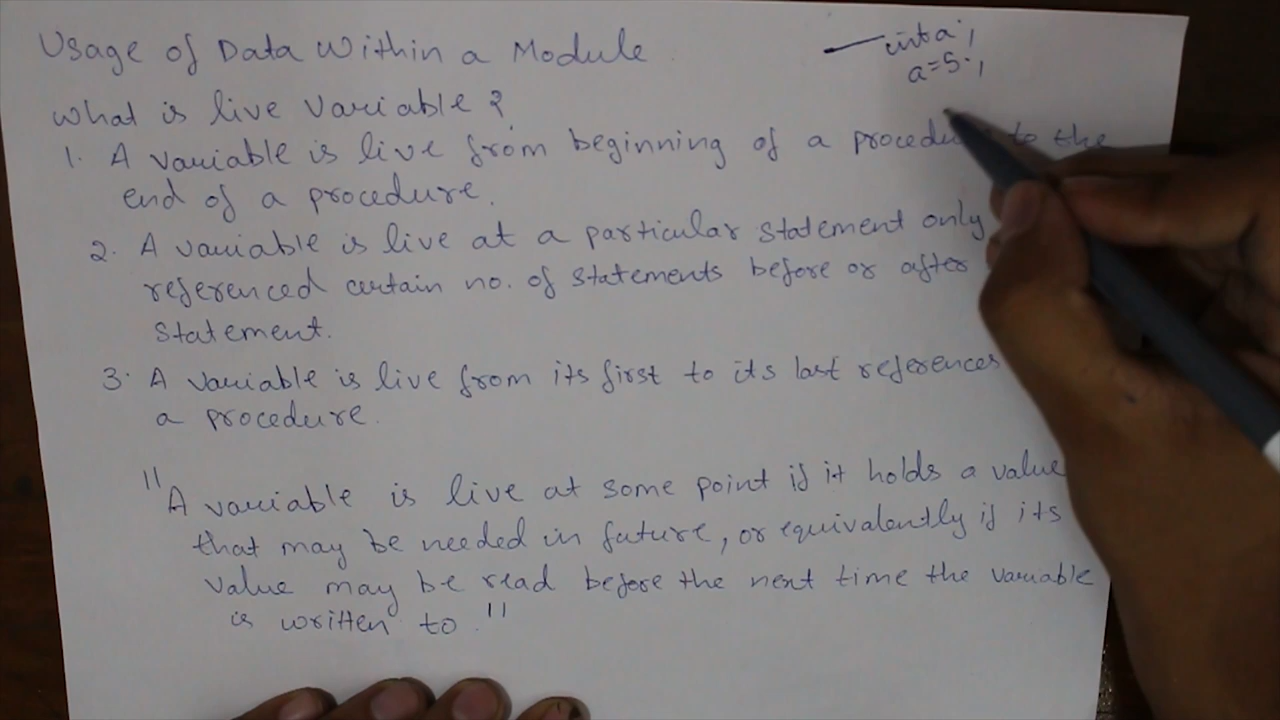 Usage of Data Within a Module
int a;
a=5;
What is live Variable?
1. A variable is live from beginning of a procedure to the
end of a procedure.
2. A variable is live at a particular statement only
referenced certain no. of statements before or after
statement.
3. A variable is live from its first to its last references
a procedure.
"A variable is live at some point if it holds a value
that may be needed in future, or equivalently if its
value may be read before the next time the variable
is written to."